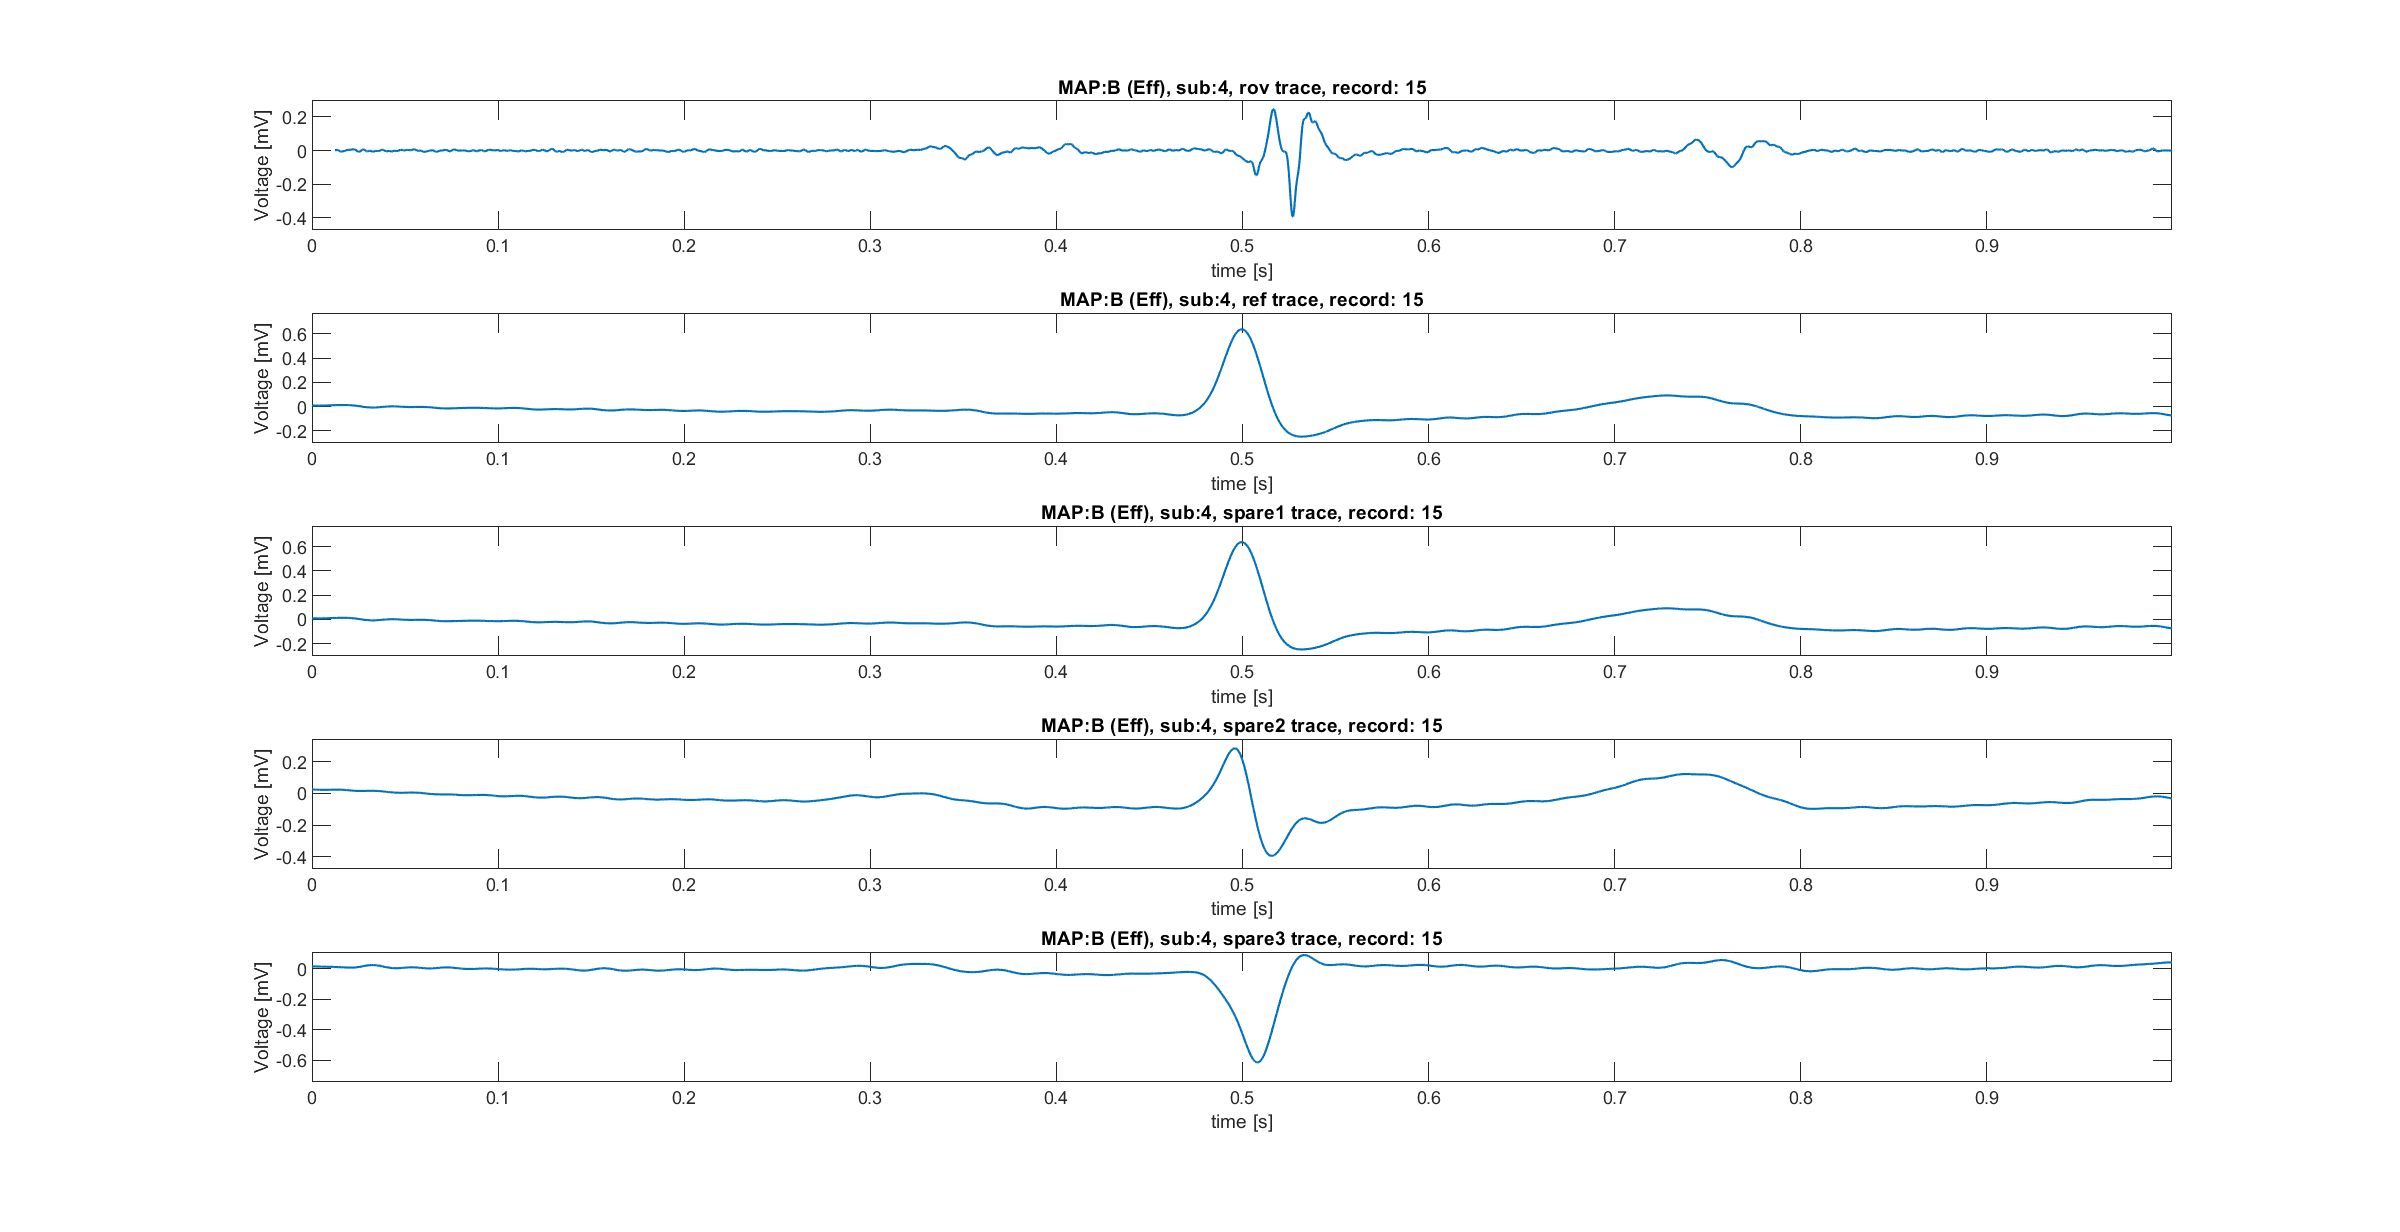 MAP:B (Eff), sub:4, rov trace, record: 15
Voltage [mV]
0.2
0
-0.2
-0.4
0 0.1 0.2 0.3 0.4 0.5 0.6 0.7 0.8 0.9
time [s]
MAP:B (Eff), sub:4, ref trace, record: 15
Voltage [mV]
0.6
0.4
0.2
0
-0.2
0 0.1 0.2 0.3 0.4 0.5 0.6 0.7 0.8 0.9
time [s]
MAP:B (Eff), sub:4, spare1 trace, record: 15
Voltage [mV]
0.6
0.4
0.2
0
-0.2
0 0.1 0.2 0.3 0.4 0.5 0.6 0.7 0.8 0.9
time [s]
MAP:B (Eff), sub:4, spare2 trace, record: 15
Voltage [mV]
0.2
0
-0.2
-0.4
0 0.1 0.2 0.3 0.4 0.5 0.6 0.7 0.8 0.9
time [s]
MAP:B (Eff), sub:4, spare3 trace, record: 15
Voltage [mV]
0
-0.2
-0.4
-0.6
0 0.1 0.2 0.3 0.4 0.5 0.6 0.7 0.8 0.9
time [s]